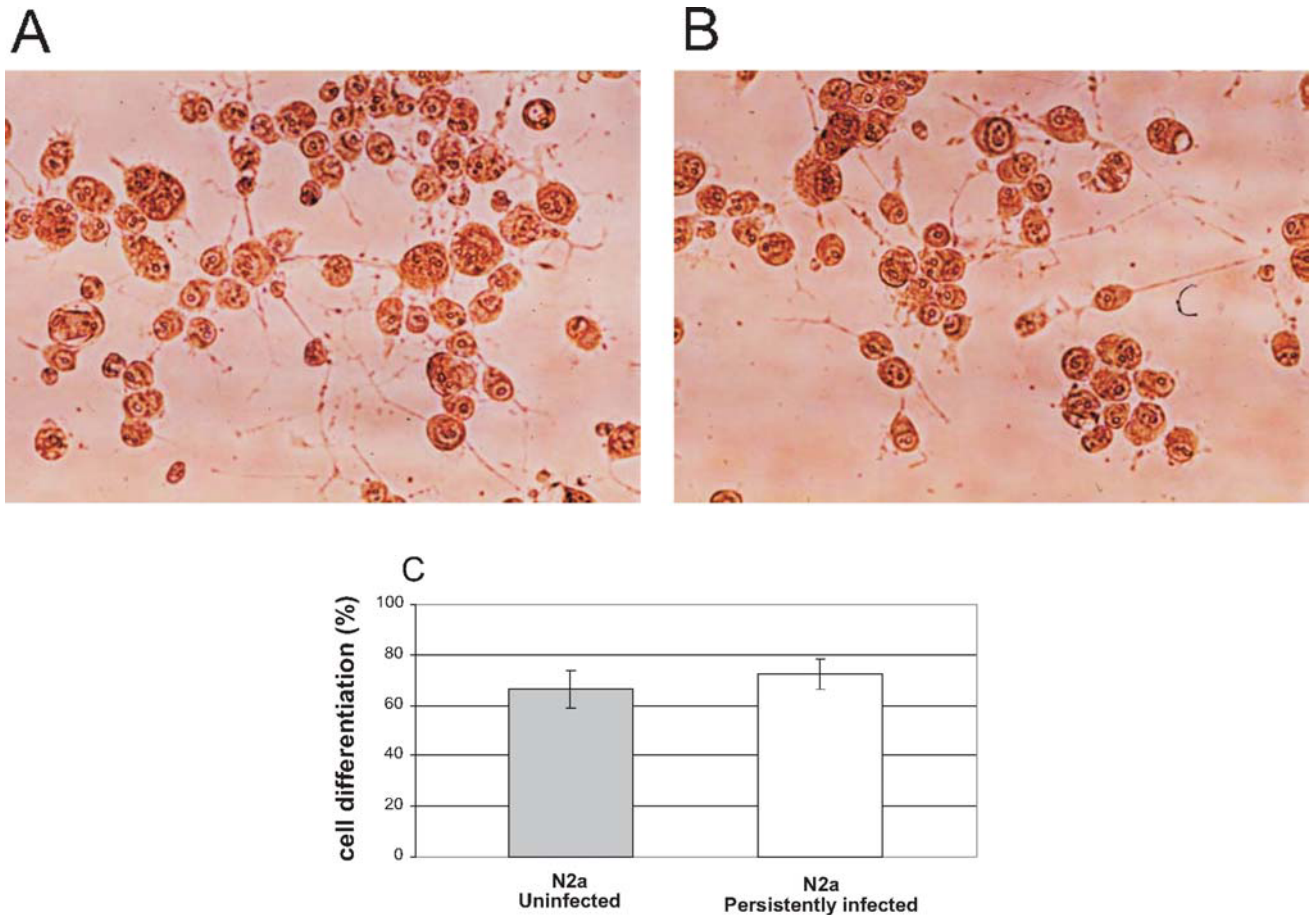 A
B
C
cell differentiation (%)
100
80
60
40
20
0
N2a
Uninfected
N2a
Persistently infected